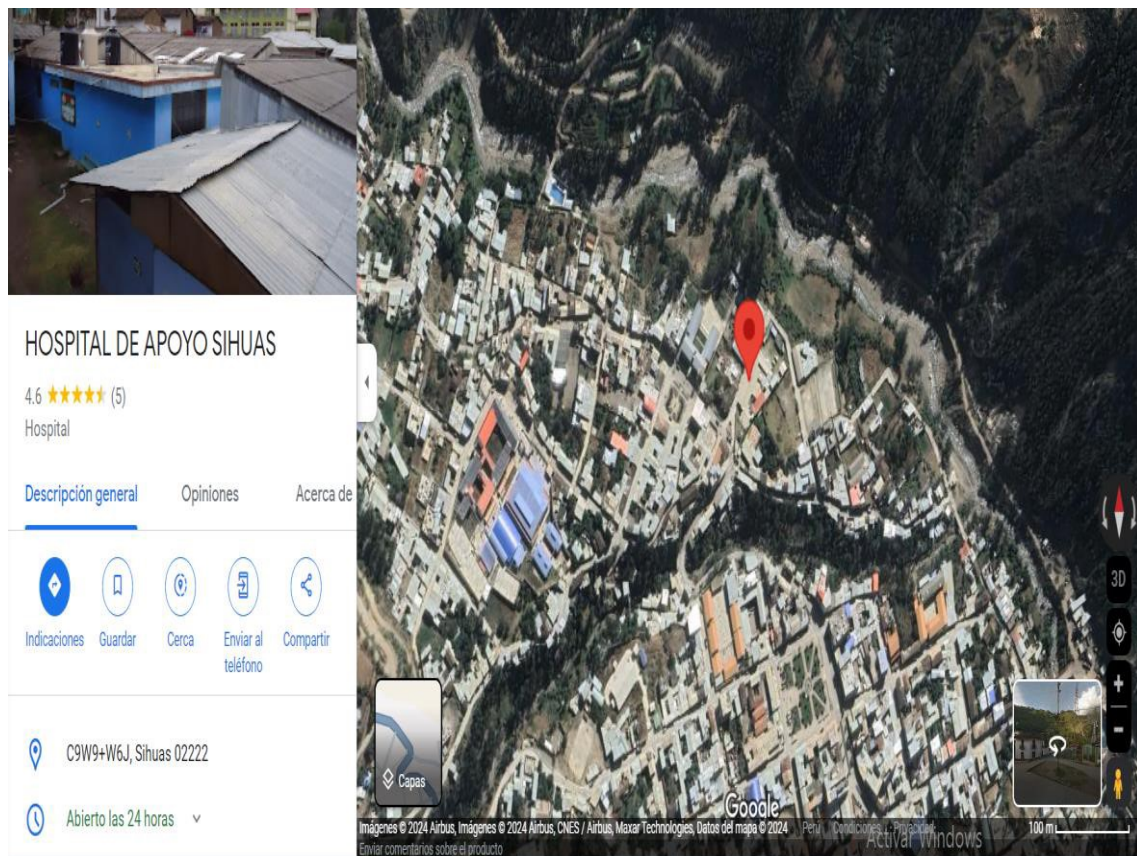 HOSPITAL DE APOYO SIHUAS
4.6 (5)
Hospital
Descripción general Opiniones Acerca de
Indicaciones Guardar Cerca Enviar al teléfono Compartir
C9W9+W6J, Sihuas 02222
Abierto las 24 horas
3D
Capas
Google
Imágenes © 2024 Airbus, Imágenes © 2024 Airbus, CNES / Airbus, Maxar Technologies, Datos del mapa © 2024 Perú Condiciones Privacidad 100 m
Activar Windows
Enviar comentarios sobre el producto